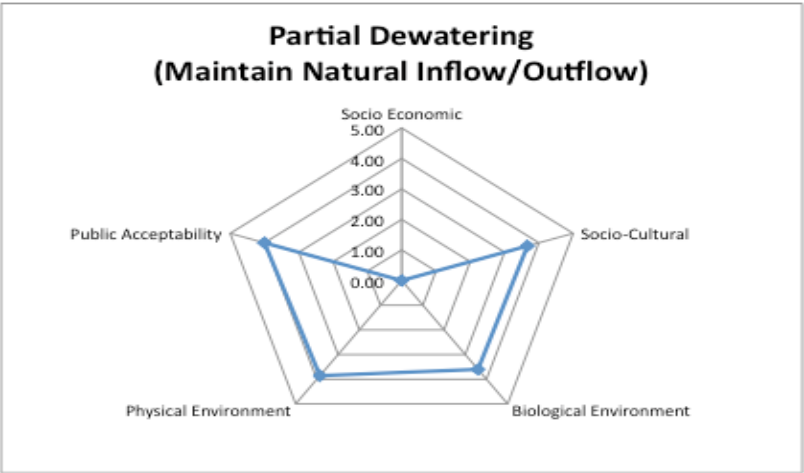 Partial Dewatering
(Maintain Natural Inflow/Outflow)
Socio Economic
5.00
4.00
3.00
2.00
1.00
0.00
Public Acceptability
Socio-Cultural
Physical Environment
Biological Environment